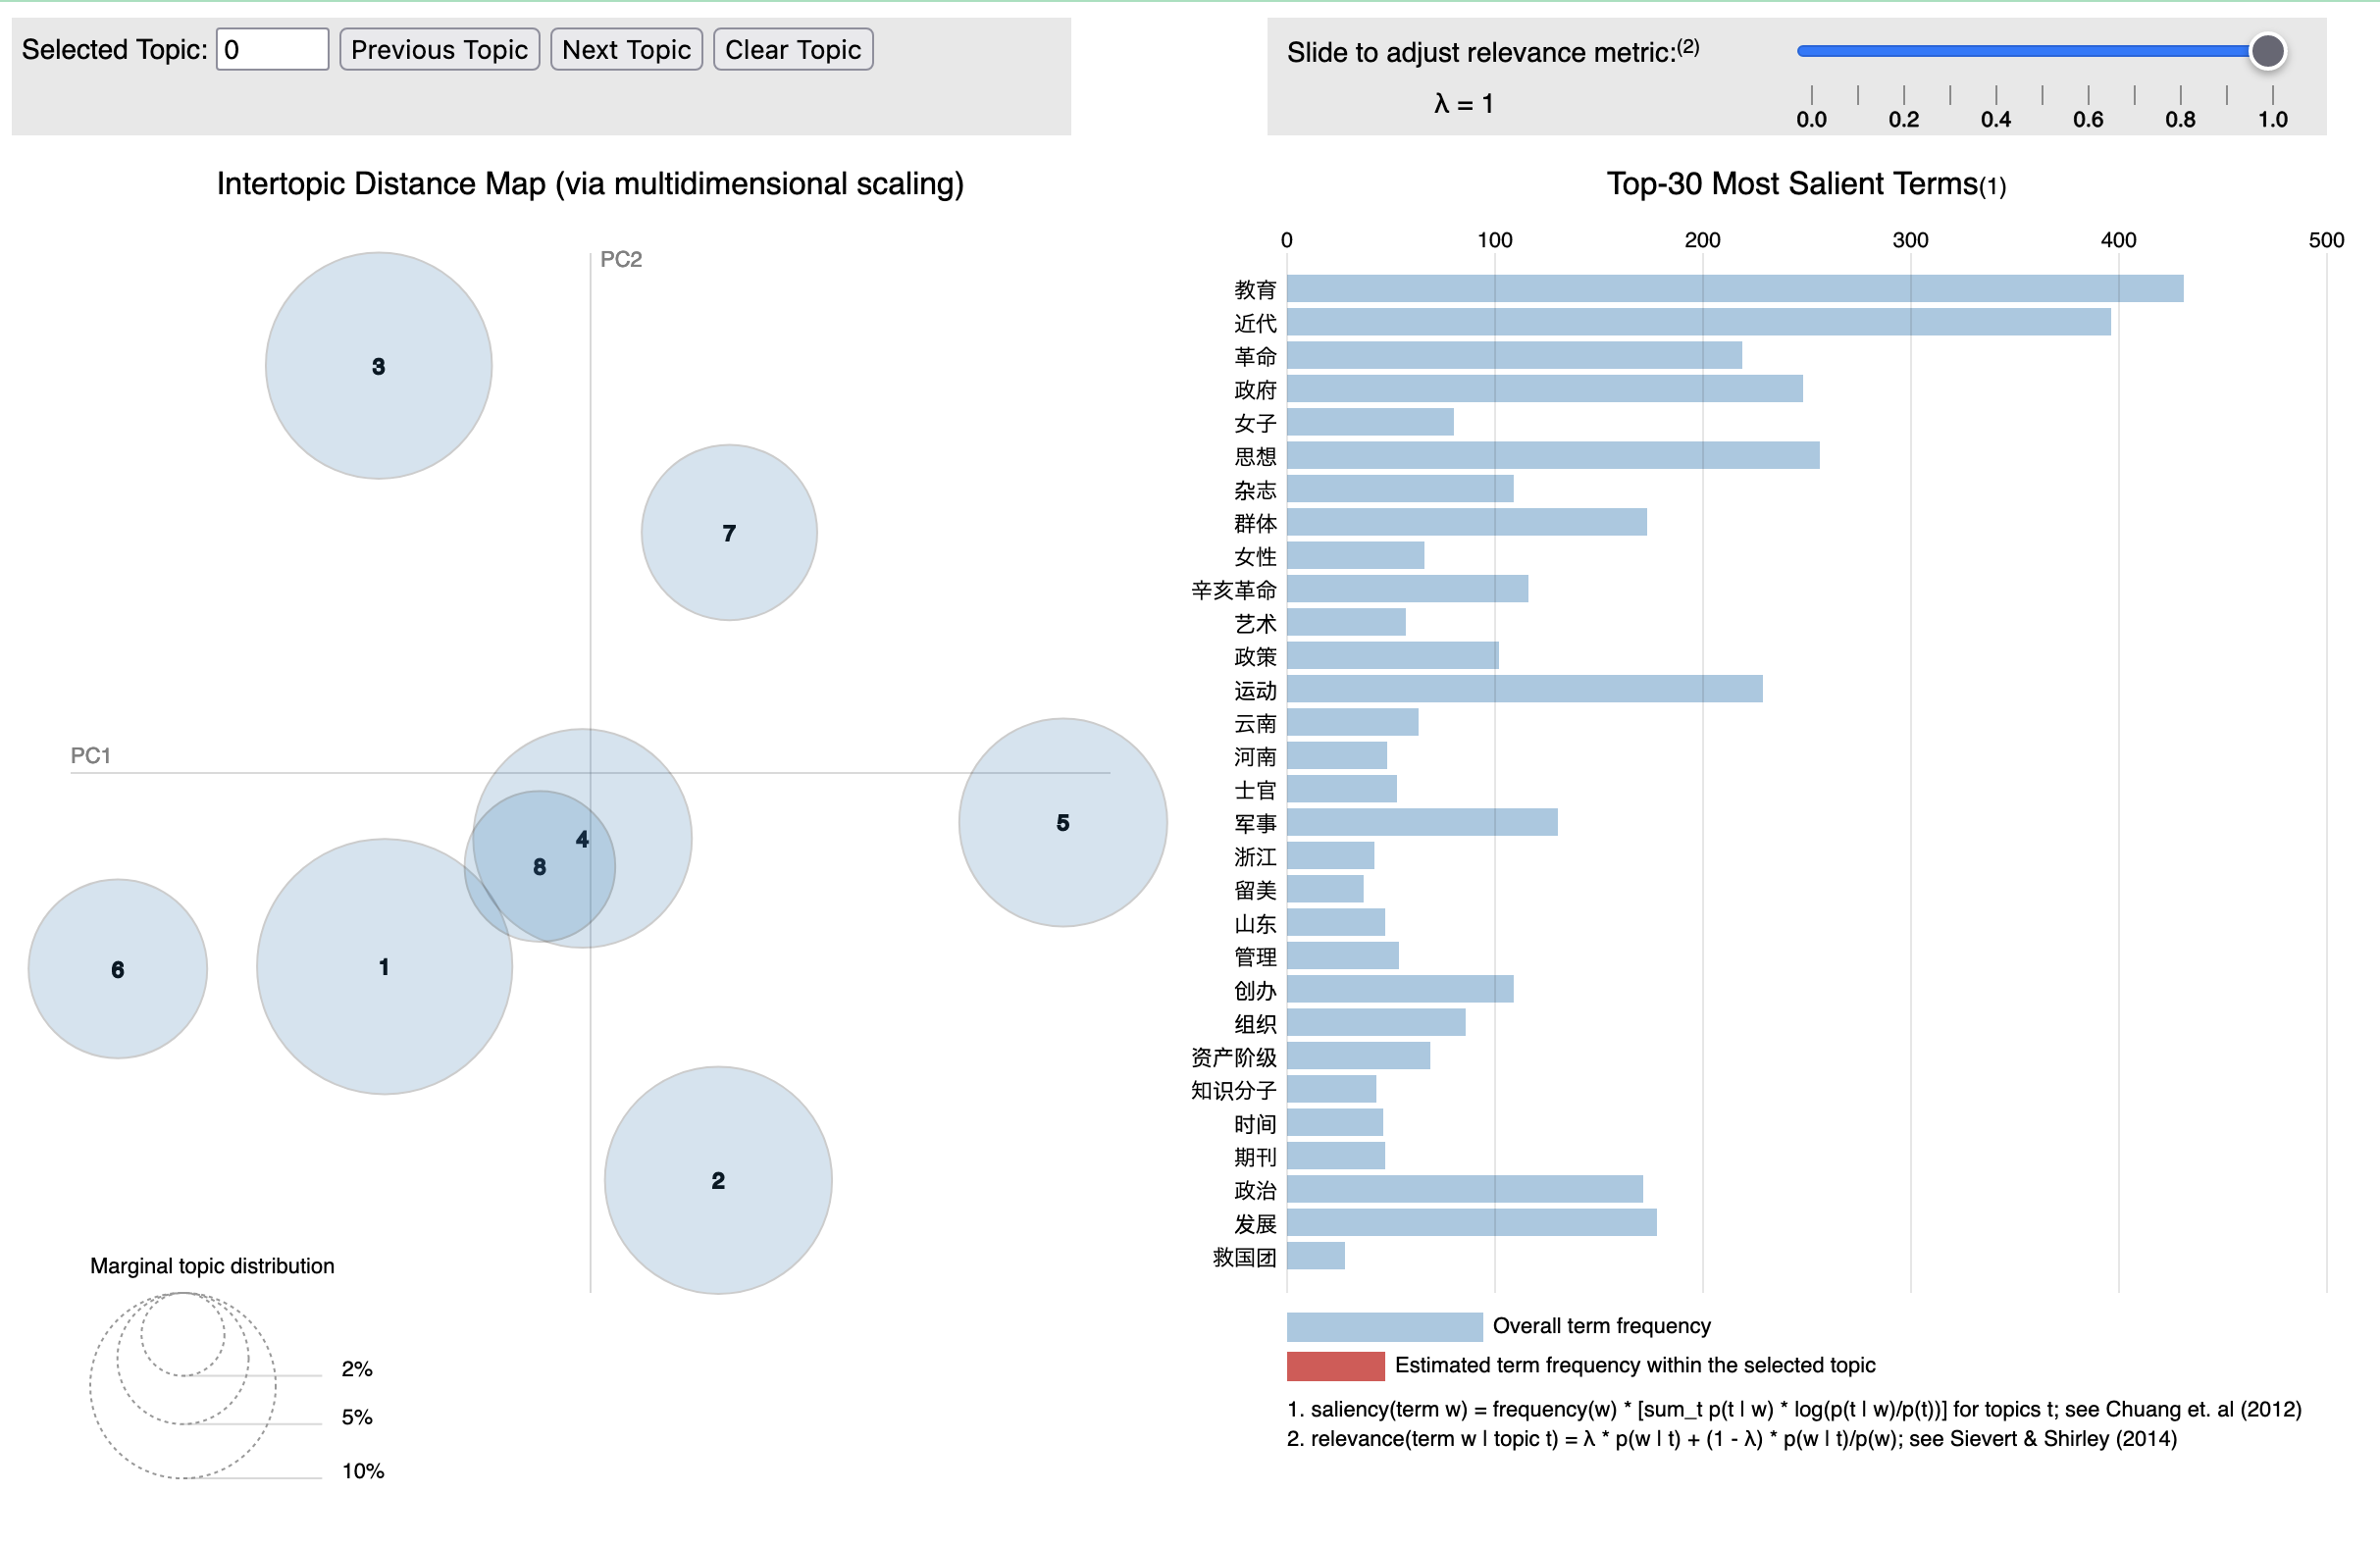 Selected Topic: 0 Previous Topic Next Topic Clear Topic
Slide to adjust relevance metric:(2)
λ = 1
0.0 0.2 0.4 0.6 0.8 1.0
Intertopic Distance Map (via multidimensional scaling)
PC2
PC1
3
7
5
4
8
6
1
2
Marginal topic distribution
2%
5%
10%
Top-30 Most Salient Terms(1)
0 100 200 300 400 500
教育
近代
革命
政府
女子
思想
杂志
群体
女性
辛亥革命
艺术
政策
运动
云南
河南
士官
军事
浙江
留美
山东
管理
创办
组织
资产阶级
知识分子
时间
期刊
政治
发展
救国团
Overall term frequency
Estimated term frequency within the selected topic
1. saliency(term w) = frequency(w) * [sum_t p(t | w) * log(p(t | w)/p(t))] for topics t; see Chuang et. al (2012)
2. relevance(term w | topic t) = λ * p(w | t) + (1 - λ) * p(w | t)/p(w); see Sievert & Shirley (2014)